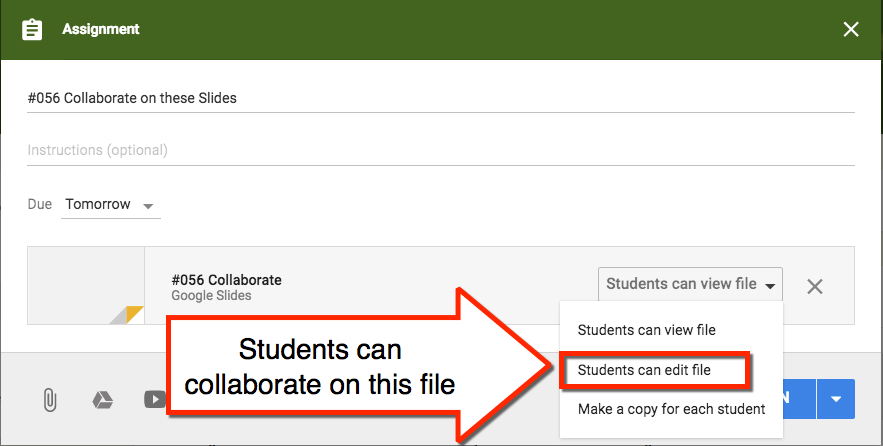 Assignment
#056 Collaborate on these Slides
Instructions (optional)
Due Tomorrow
#056 Collaborate
Google Slides
Students can view file
Students can view file
Students can edit file
Make a copy for each student
Students can
collaborate on this file
N